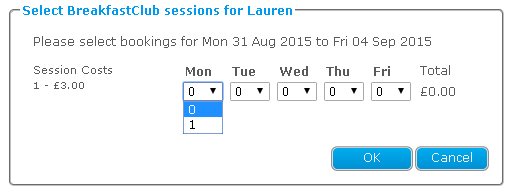 Select BreakfastClub sessions for Lauren
Please select bookings for Mon 31 Aug 2015 to Fri 04 Sep 2015
Session Costs Mon Tue Wed Thu Fri Total
1 - £3.00 0 0 0 0 0 £0.00
0
1
OK Cancel